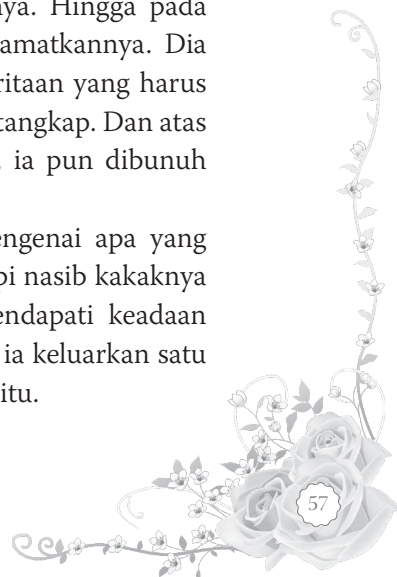 nya. Hingga pada
amatkannya. Dia
ritaan yang harus
tangkap. Dan atas
ia pun dibunuh
engenai apa yang
pi nasib kakaknya
endapati keadaan
ia keluarkan satu
itu.
57